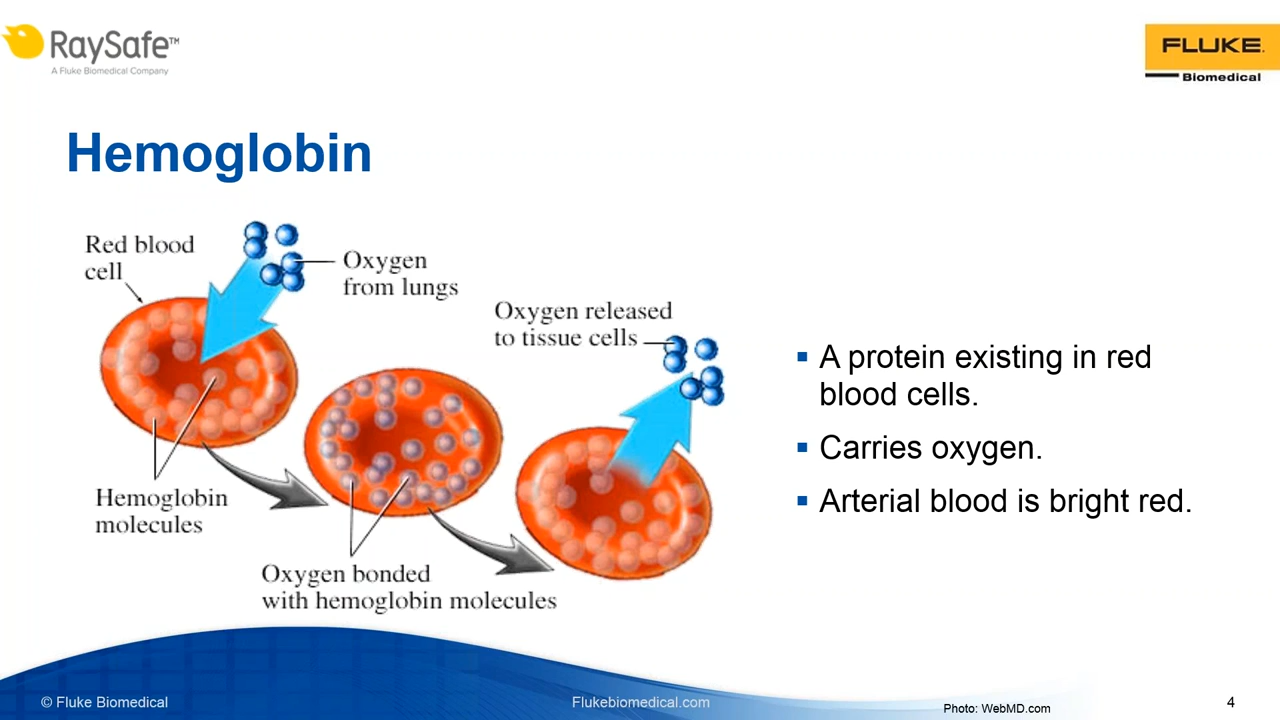 RaySafe™
A Fluke Biomedical Company
FLUKE®
Biomedical
Hemoglobin
Red blood
cell
Oxygen
from lungs
Oxygen released
to tissue cells
Hemoglobin
molecules
Oxygen bonded
with hemoglobin molecules
▪ A protein existing in red
blood cells.
▪ Carries oxygen.
▪ Arterial blood is bright red.
© Fluke Biomedical
Flukebiomedical.com
Photo: WebMD.com
4